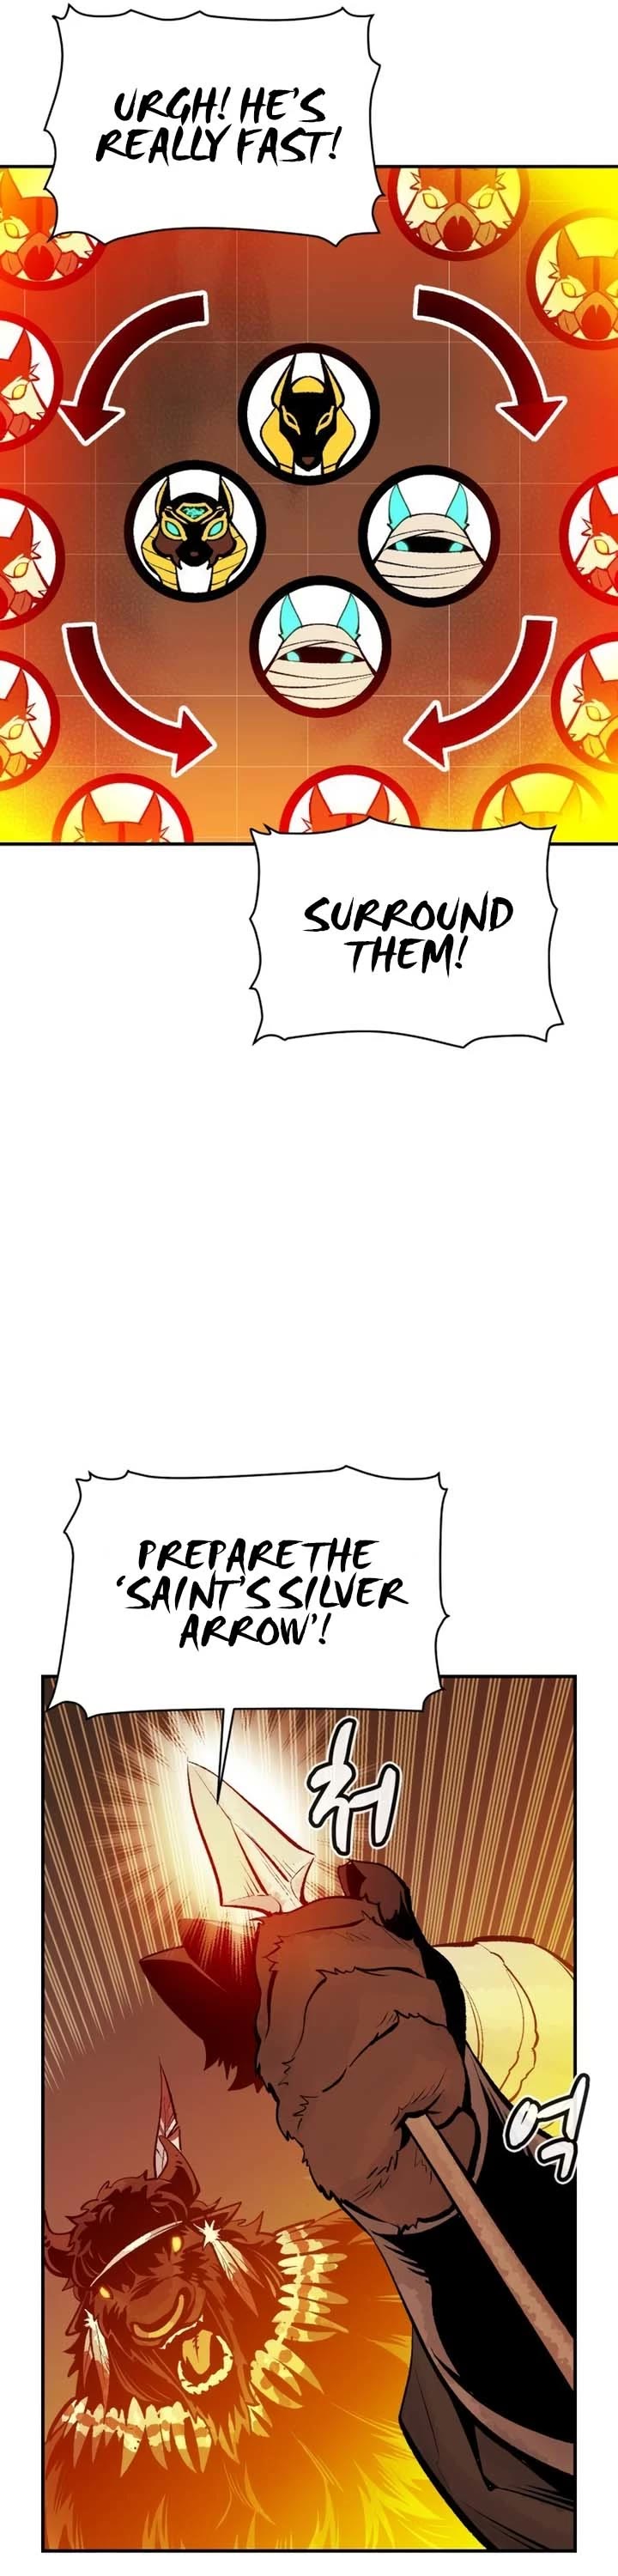 URGH! HE'S
REALLY FAST!
SURROUND
THEM!
PREPARE THE
'SAINT'S SILVER
ARROW'!
척
억